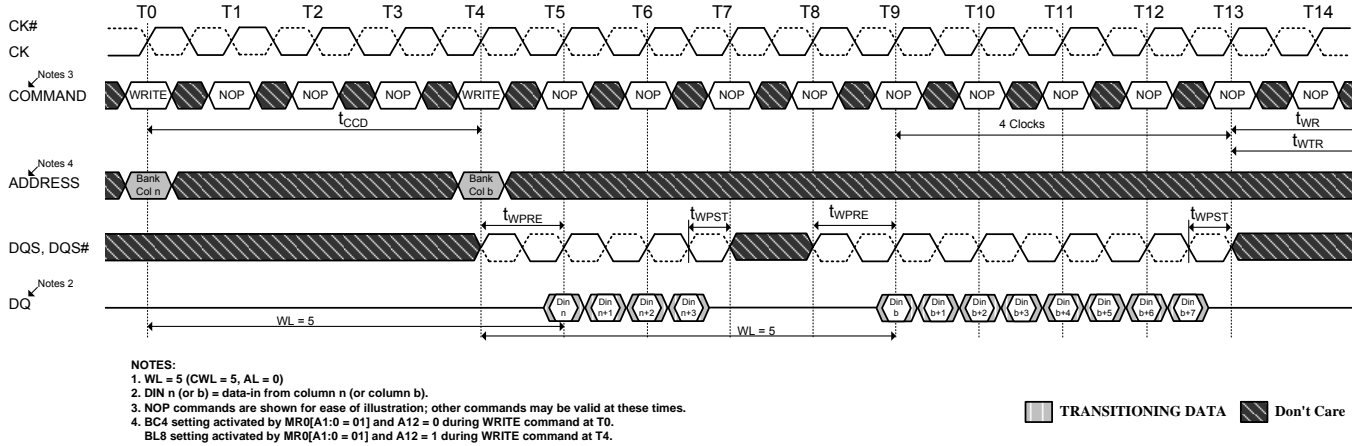 T0 T1 T2 T3 T4 T5 T6 T7 T8 T9 T10 T11 T12 T13 T14
CK#
CK
Notes 3
COMMAND
WRITE NOP NOP NOP WRITE NOP NOP NOP NOP NOP NOP NOP NOP NOP NOP
tCCD
4 Clocks
tWR
tWTR
Notes 4
ADDRESS
Bank Col n
Bank Col b
tWPRE
tWPST
tWPRE
tWPST
DQS, DQS#
Notes 2
DQ
Din n
Din n+1
Din n+2
Din n+3
Din b
Din b+1
Din b+2
Din b+3
Din b+4
Din b+5
Din b+6
Din b+7
WL = 5
WL = 5
NOTES:
1. WL = 5 (CWL = 5, AL = 0)
2. DIN n (or b) = data-in from column n (or column b).
3. NOP commands are shown for ease of illustration; other commands may be valid at these times.
4. BC4 setting activated by MR0[A1:0 = 01] and A12 = 0 during WRITE command at T0.
BL8 setting activated by MR0[A1:0 = 01] and A12 = 1 during WRITE command at T4.
TRANSITIONING DATA
Don't Care